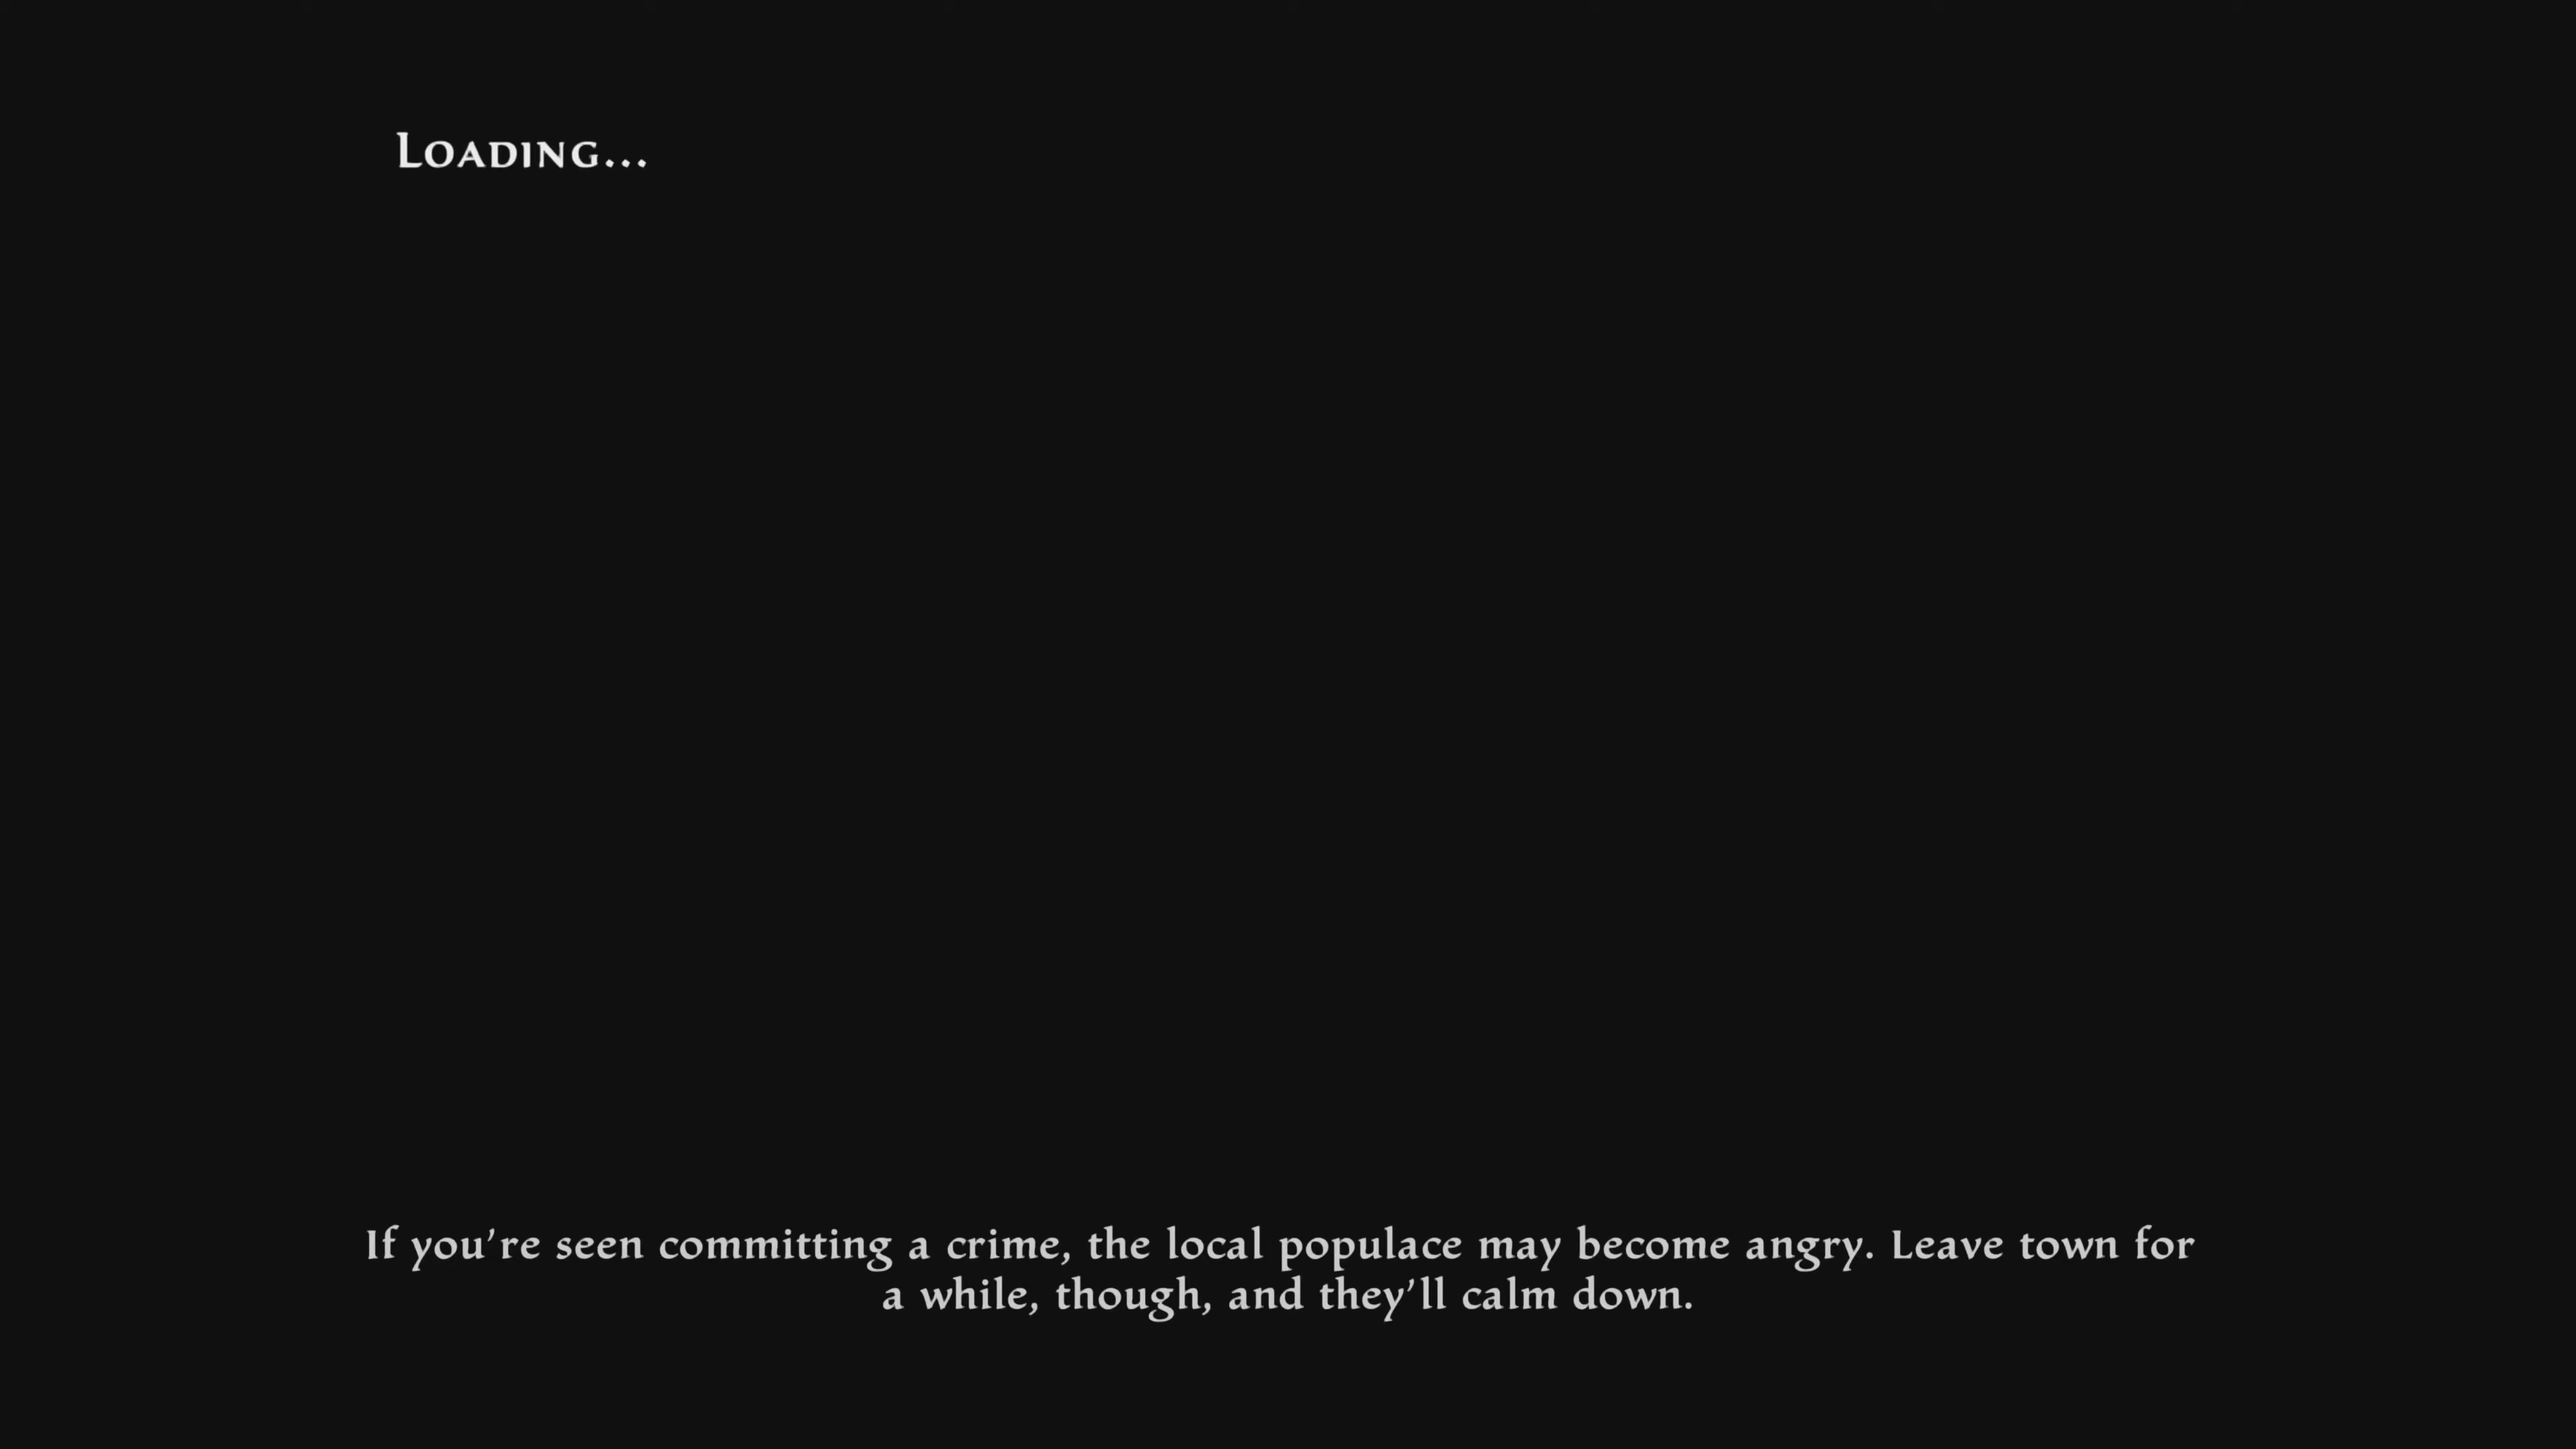 Loading...
If you're seen committing a crime, the local populace may become angry. Leave town for
a while, though, and they'll calm down.